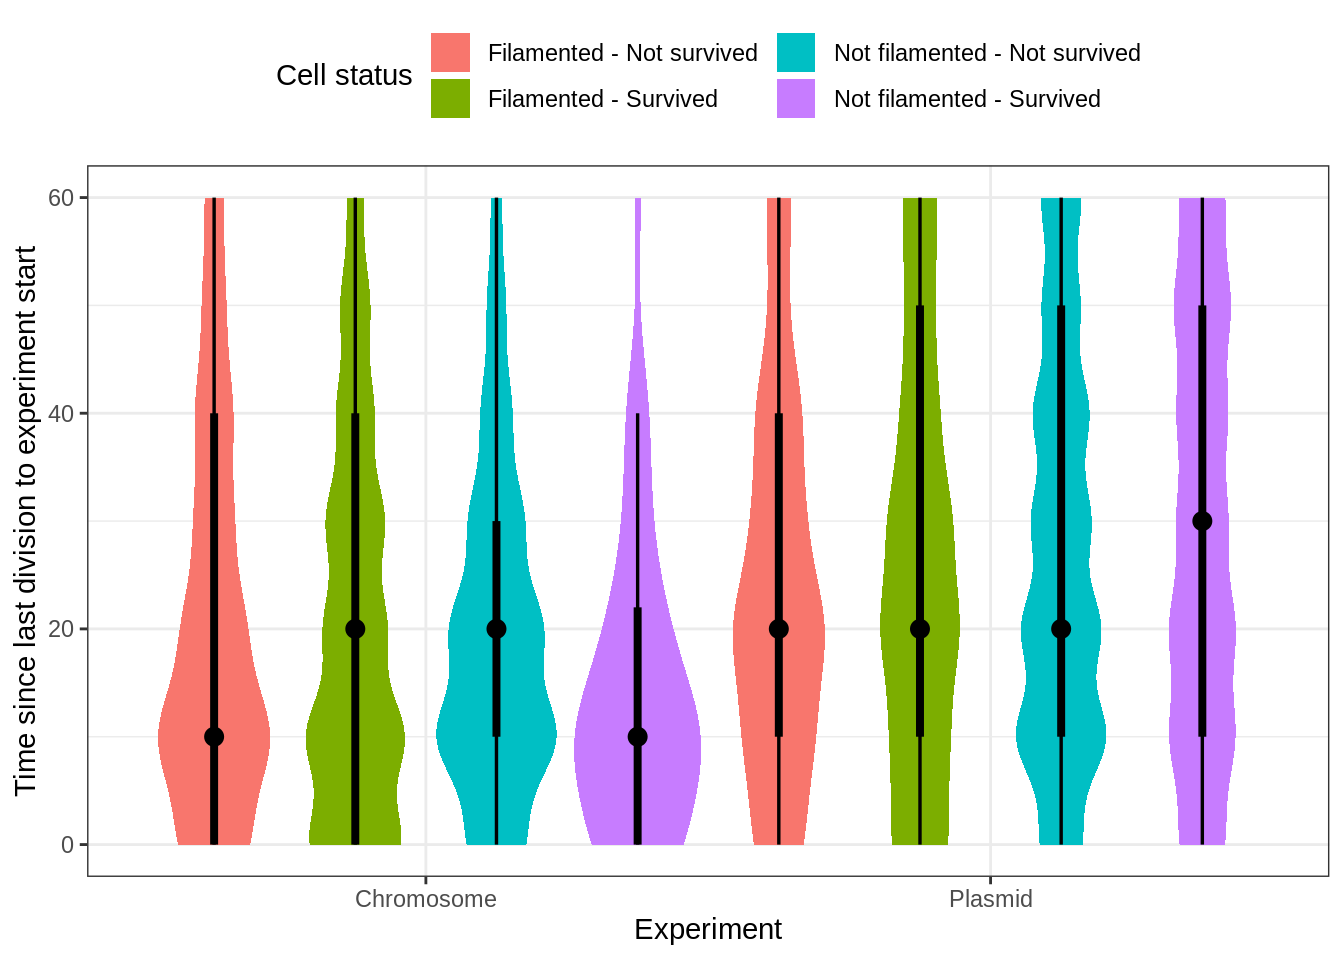 Cell status
Filamented - Not survived
Not filamented - Not survived
Filamented - Survived
Not filamented - Survived
Time since last division to experiment start
60
40
20
0
Chromosome
Plasmid
Experiment